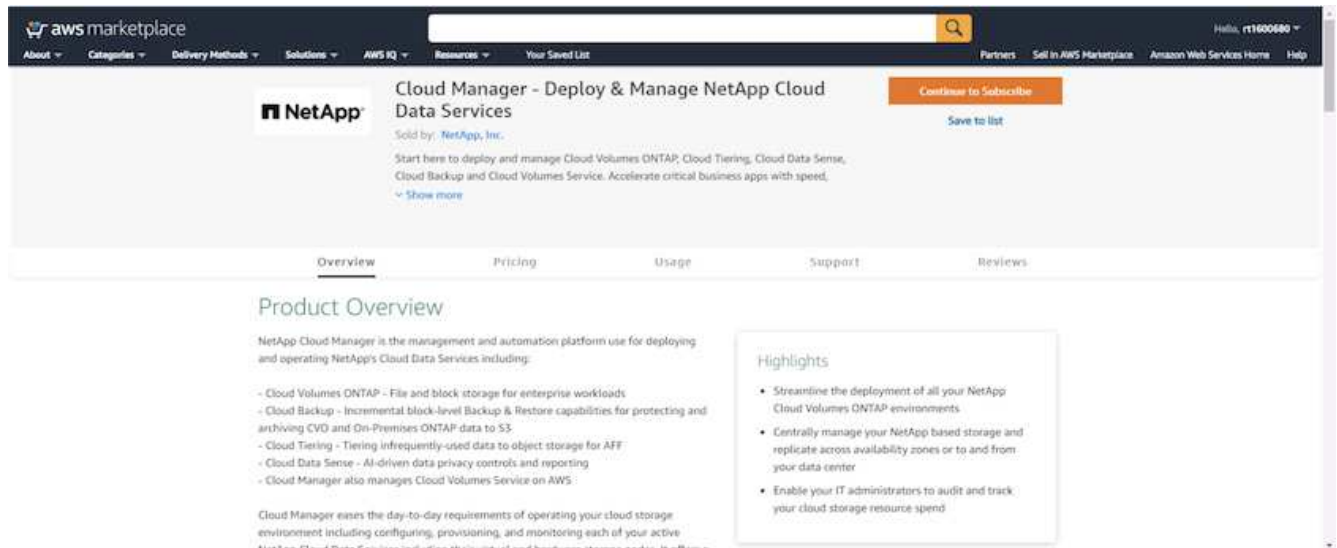 aws marketplace
Hello, rt1600680
About Categories Delivery Methods Solutions AWS IQ Resources Your Saved List Partners Sell in AWS Marketplace Amazon Web Services Home Help
NetApp
Cloud Manager - Deploy & Manage NetApp Cloud
Data Services
Sold by: NetApp, Inc.
Start here to deploy and manage Cloud Volumes ONTAP, Cloud Tiering, Cloud Data Sense,
Cloud Backup and Cloud Volumes Service. Accelerate critical business apps with speed,
Show more
Continue to Subscribe
Save to list
Overview Pricing Usage Support Reviews
Product Overview
NetApp Cloud Manager is the management and automation platform use for deploying
and operating NetApp's Cloud Data Services including:
- Cloud Volumes ONTAP - File and block storage for enterprise workloads
- Cloud Backup - Incremental block-level Backup & Restore capabilities for protecting and
archiving CVO and On-Premises ONTAP data to S3
- Cloud Tiering - Tiering infrequently-used data to object storage for AFF
- Cloud Data Sense - AI-driven data privacy controls and reporting
- Cloud Manager also manages Cloud Volumes Service on AWS
Cloud Manager eases the day-to-day requirements of operating your cloud storage
environment including configuring, provisioning, and monitoring each of your active
Highlights
• Streamline the deployment of all your NetApp
Cloud Volumes ONTAP environments
• Centrally manage your NetApp based storage and
replicate across availability zones or to and from
your data center
• Enable your IT administrators to audit and track
your cloud storage resource spend